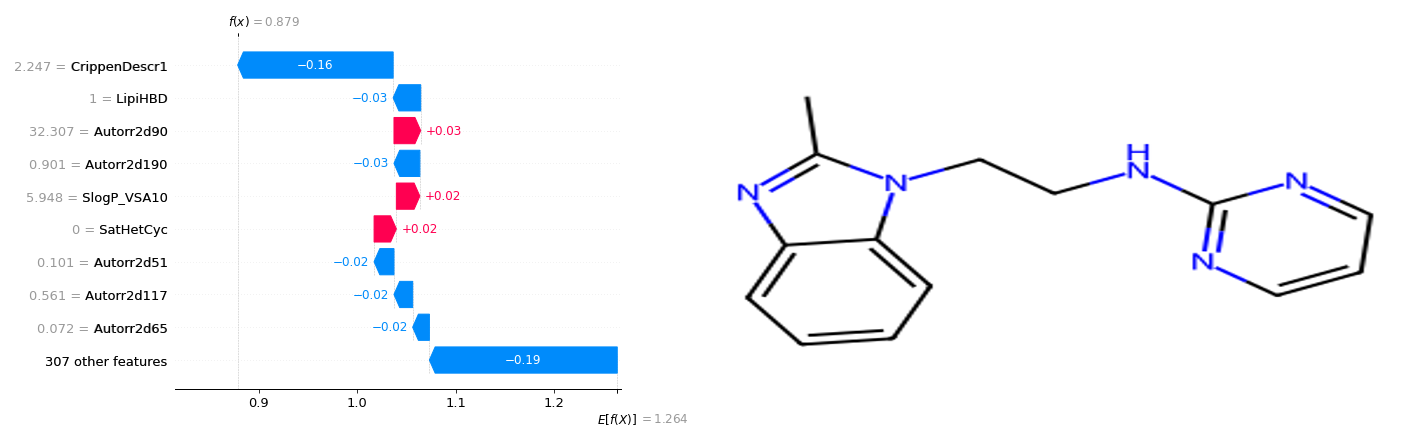 f(x) = 0.879
2.247 = CrippenDescr1
−0.16
1 = LipiHBD
−0.03
32.307 = Autorr2d90
+0.03
0.901 = Autorr2d190
−0.03
5.948 = SlogP_VSA10
+0.02
0 = SatHetCyc
+0.02
0.101 = Autorr2d51
−0.02
0.561 = Autorr2d117
−0.02
0.072 = Autorr2d65
−0.02
307 other features
−0.19
0.9 1.0 1.1 1.2
E[f(X)] = 1.264
H
N
N
N
N
N